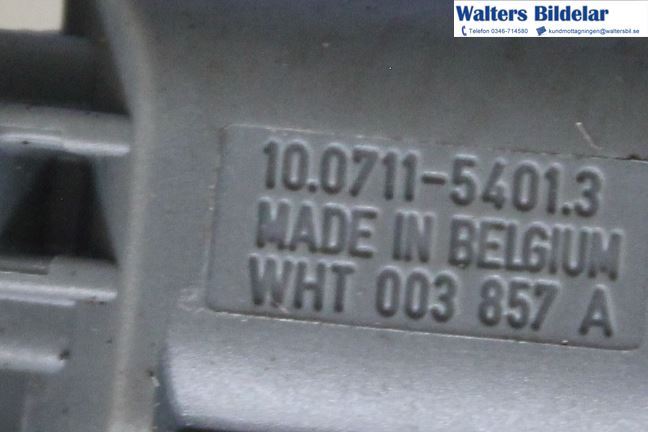 Walters Bildelar
Telefon 0346-714580 kundmottagningen@waltersbil.se
10.0711-5401.3
MADE IN BELGIUM
WHT 003 857 A